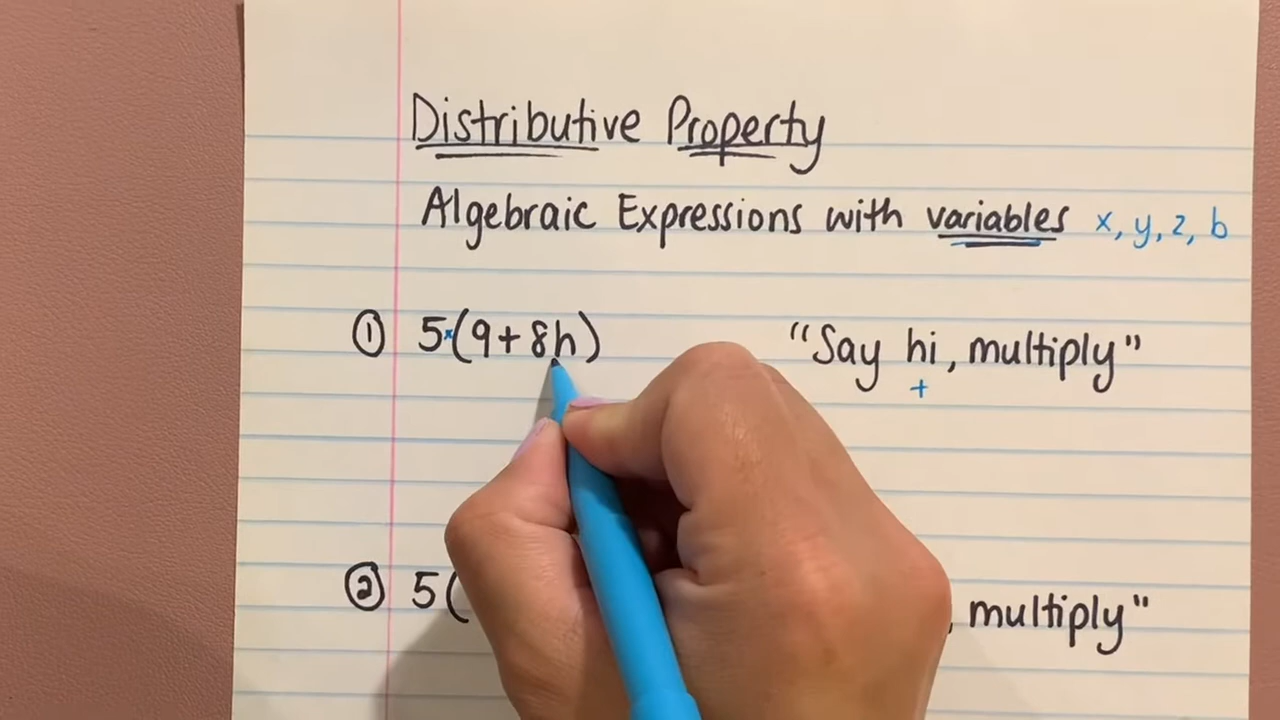 Distributive Property
Algebraic Expressions with variables x, y, z, b
① 5×(9+8h) "Say hi, multiply"
+
② 5( , multiply"